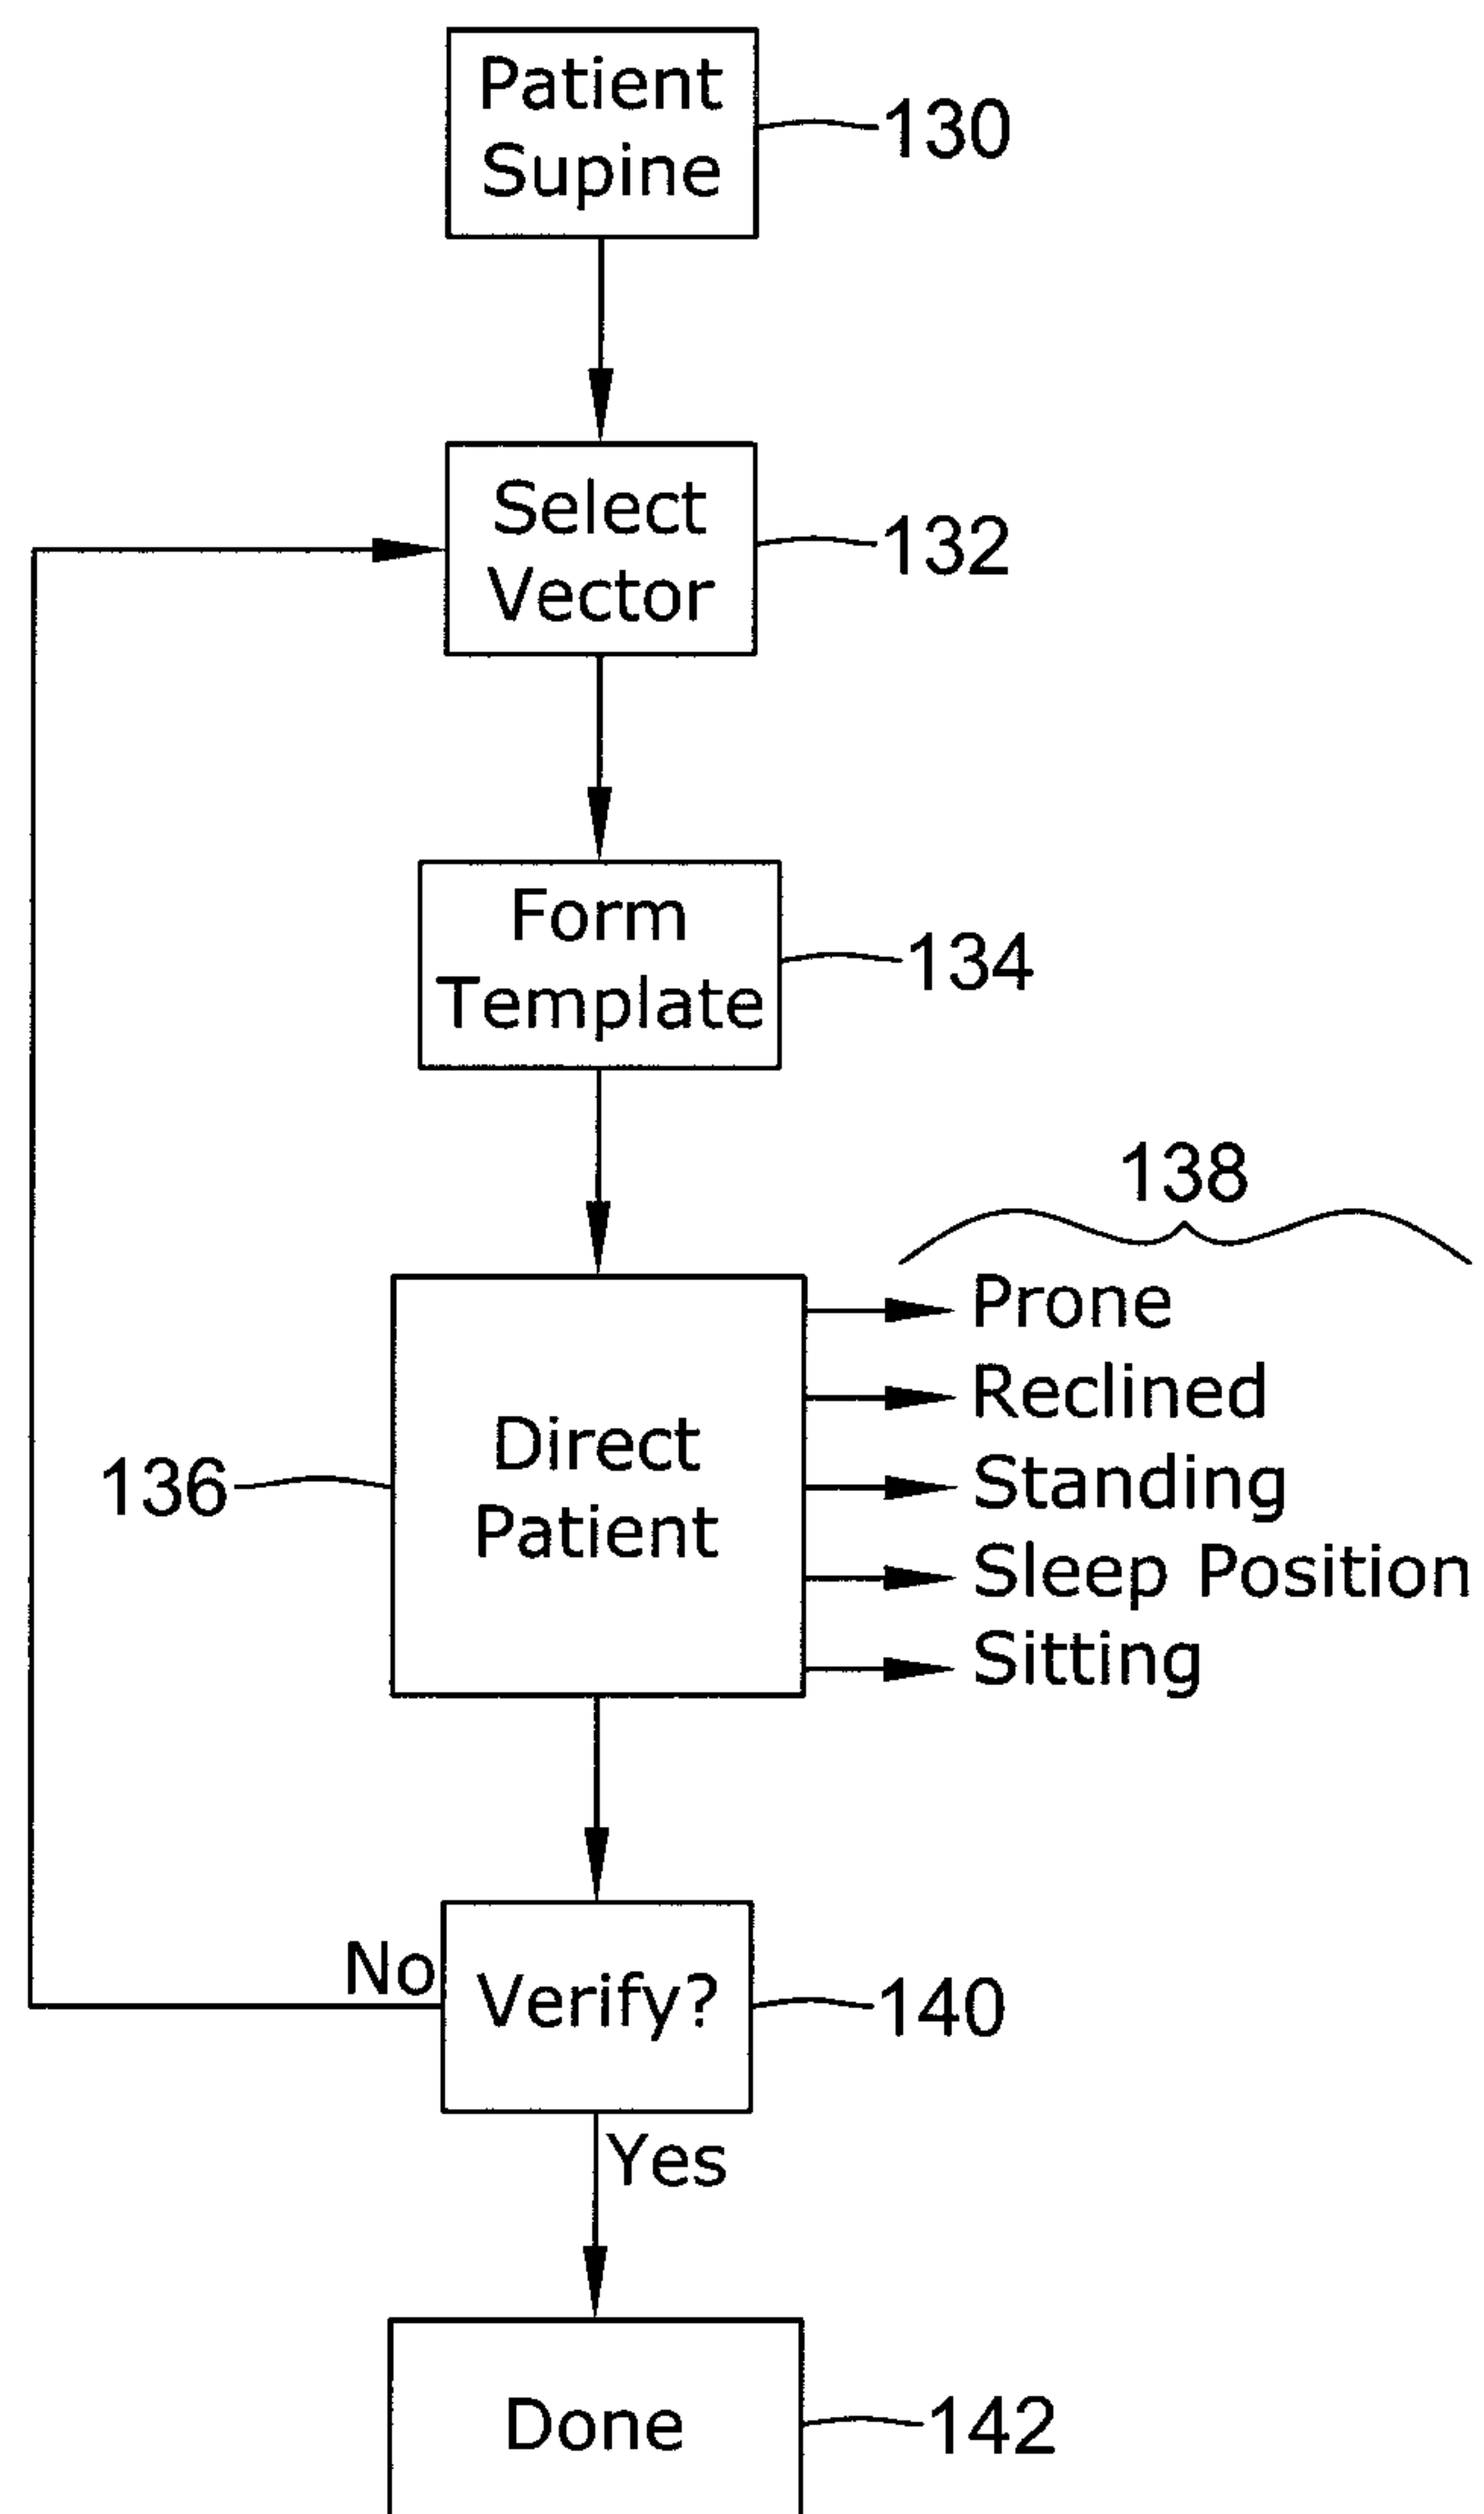 Patient
Supine
130
Select
Vector
132
Form
Template
134
138
Prone
Reclined
Direct
Patient
136
Standing
Sleep Position
Sitting
No
Verify?
140
Yes
Done
142